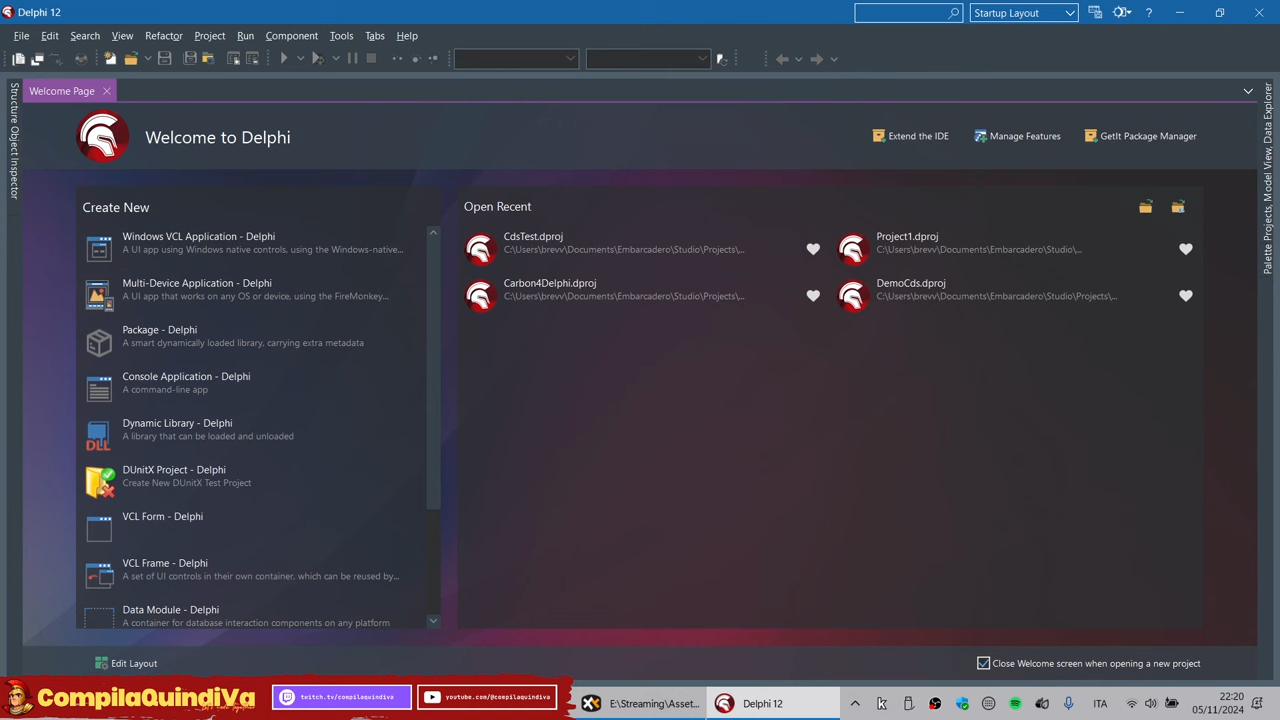 Delphi 12
Startup Layout
?
File Edit Search View Refactor Project Run Component Tools Tabs Help
Welcome Page
Structure Object Inspector
Palette Projects, Model View, Data Explorer
Welcome to Delphi
Extend the IDE
Manage Features
GetIt Package Manager
Create New
Windows VCL Application - Delphi
A UI app using Windows native controls, using the Windows-native...
Multi-Device Application - Delphi
A UI app that works on any OS or device, using the FireMonkey...
Package - Delphi
A smart dynamically loaded library, carrying extra metadata
Console Application - Delphi
A command-line app
Dynamic Library - Delphi
A library that can be loaded and unloaded
DLL
DUnitX Project - Delphi
Create New DUnitX Test Project
VCL Form - Delphi
VCL Frame - Delphi
A set of UI controls in their own container, which can be reused by...
Data Module - Delphi
A container for database interaction components on any platform
Open Recent
CdsTest.dproj
C:\Users\brevv\Documents\Embarcadero\Studio\Projects\...
Project1.dproj
C:\Users\brevv\Documents\Embarcadero\Studio\...
Carbon4Delphi.dproj
C:\Users\brevv\Documents\Embarcadero\Studio\Projects\...
DemoCds.dproj
C:\Users\brevv\Documents\Embarcadero\Studio\Projects\...
Edit Layout
Close Welcome screen when opening a new project
CompilaQuindiVa
Let's code together
twitch.tv/compilaquindiva
youtube.com/@compilaquindiva
E:\Streaming\Asset...
Delphi 12
ITA
12:20
05/11/2024